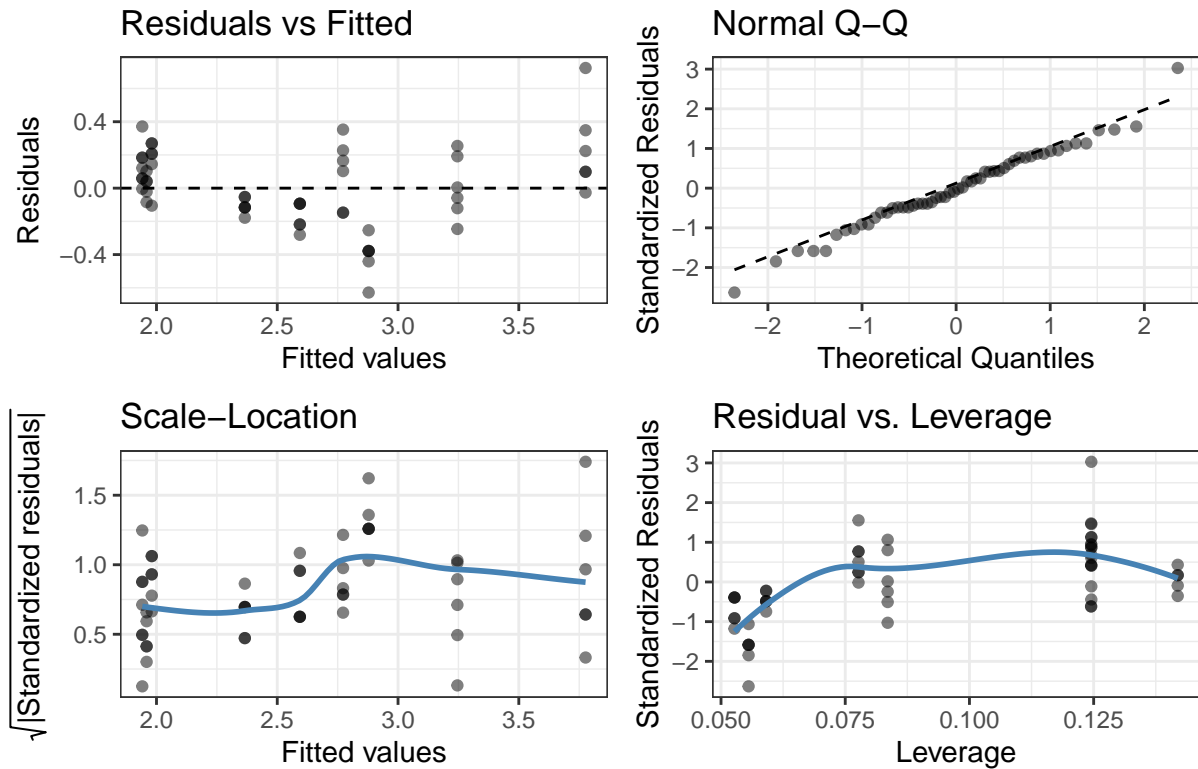 Residuals vs Fitted
0.4
0.0
−0.4
Residuals
2.0 2.5 3.0 3.5
Fitted values
Normal Q−Q
3
2
1
0
−1
−2
Standardized Residuals
−2 −1 0 1 2
Theoretical Quantiles
Scale−Location
1.5
1.0
0.5
√|Standardized residuals|
2.0 2.5 3.0 3.5
Fitted values
Residual vs. Leverage
3
2
1
0
−1
−2
Standardized Residuals
0.050 0.075 0.100 0.125
Leverage